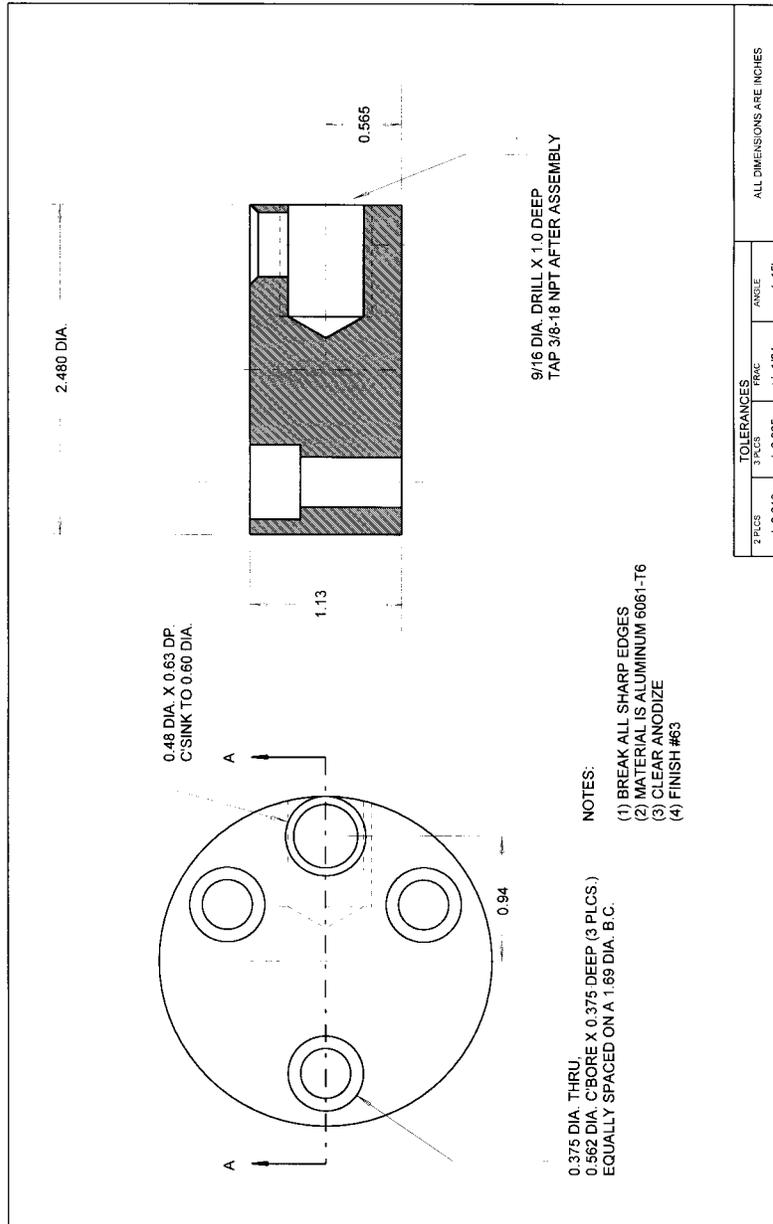 2.480 DIA.
0.565
9/16 DIA. DRILL X 1.0 DEEP
TAP 3/8-18 NPT AFTER ASSEMBLY
1.13
0.48 DIA. X 0.63 DP.
C'SINK TO 0.60 DIA.
A
A
0.94
0.375 DIA. THRU,
0.562 DIA. C'BORE X 0.375 DEEP (3 PLCS.)
EQUALLY SPACED ON A 1.69 DIA. B.C.
NOTES:
(1) BREAK ALL SHARP EDGES
(2) MATERIAL IS ALUMINUM 6061-T6
(3) CLEAR ANODIZE
(4) FINISH #63
TOLERANCES
2 PLCS
3 PLCS
FRAC
ANGLE
ALL DIMENSIONS ARE INCHES